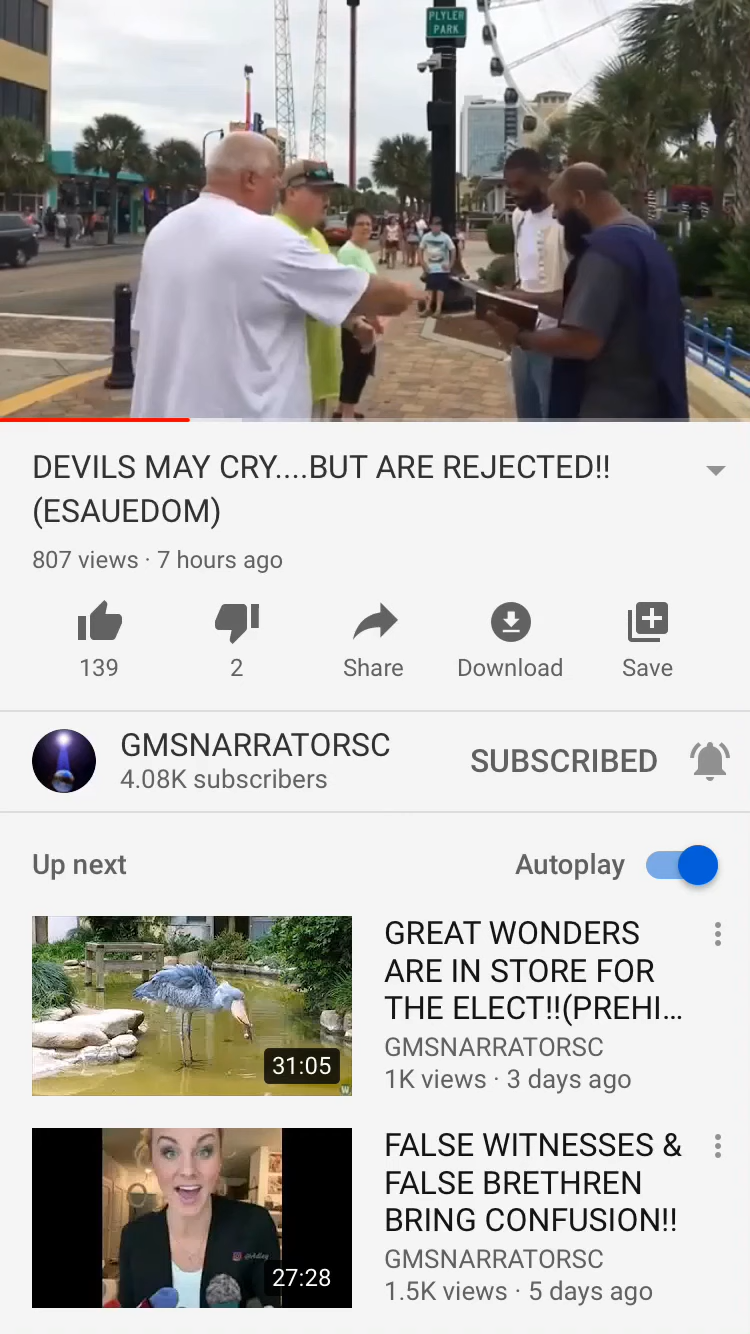 PLYLER
PARK
DEVILS MAY CRY....BUT ARE REJECTED!!
(ESAUEDOM)
807 views · 7 hours ago
139
2
Share
Download
Save
GMSNARRATORSC
4.08K subscribers
SUBSCRIBED
Up next
Autoplay
GREAT WONDERS
ARE IN STORE FOR
THE ELECT!!(PREHI...
GMSNARRATORSC
1K views · 3 days ago
31:05
W
FALSE WITNESSES &
FALSE BRETHREN
BRING CONFUSION!!
GMSNARRATORSC
1.5K views · 5 days ago
27:28